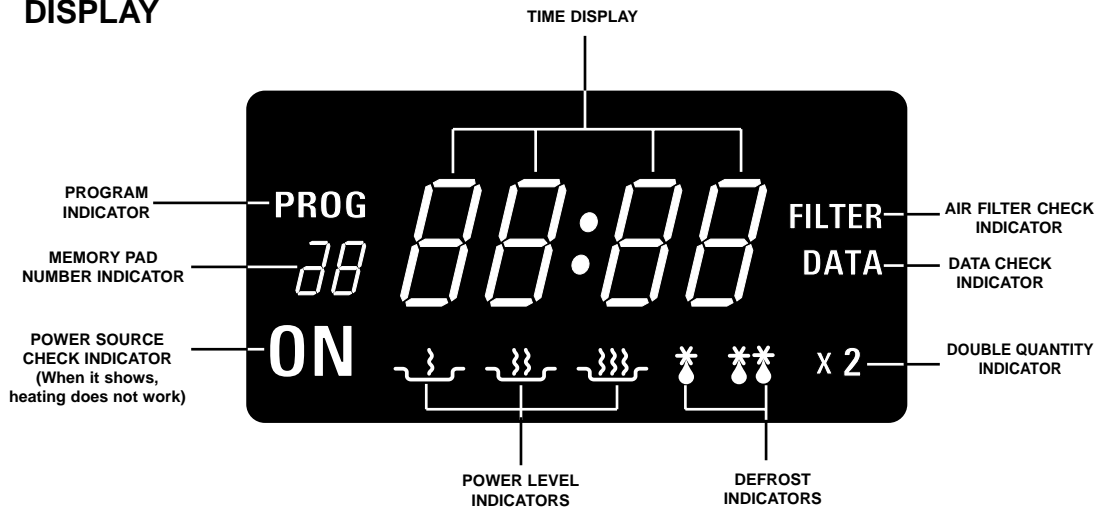 DISPLAY
TIME DISPLAY
PROGRAM
INDICATOR
PROG
88:88
FILTER
AIR FILTER CHECK
INDICATOR
MEMORY PAD
NUMBER INDICATOR
DATA
DATA CHECK
INDICATOR
POWER SOURCE
CHECK INDICATOR
(When it shows,
heating does not work)
ON
x 2
DOUBLE QUANTITY
INDICATOR
POWER LEVEL
INDICATORS
DEFROST
INDICATORS